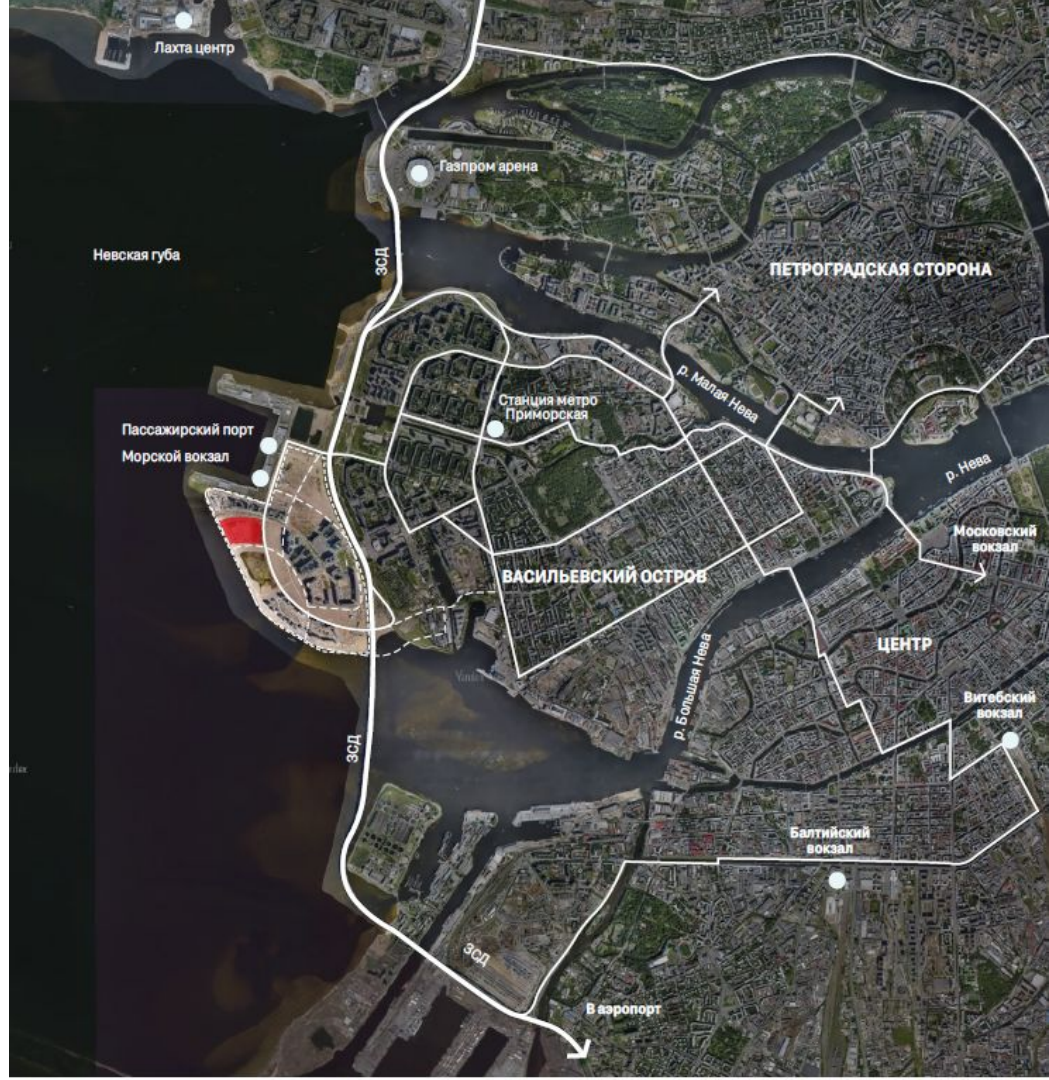 Лахта центр
Газпром арена
Невская губа
ЗСД
ПЕТРОГРАДСКАЯ СТОРОНА
р. Малая Нева
Станция метро
Приморская
Пассажирский порт
Морской вокзал
р. Нева
Московский
вокзал
ВАСИЛЬЕВСКИЙ ОСТРОВ
ЦЕНТР
р. Большая Нева
Витебский
вокзал
ЗСД
Балтийский
вокзал
ЗСД
В аэропорт